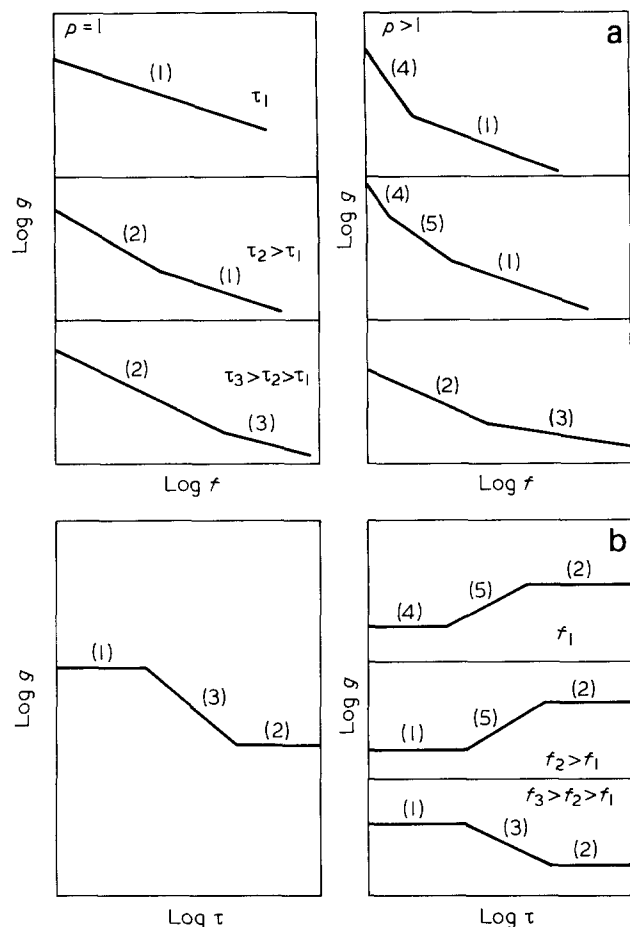 ρ = 1
(1)
τ1
(2)
(1)
τ2 > τ1
(2)
τ3 > τ2 > τ1
(3)
Log g
Log f
a
ρ > 1
(4)
(1)
(4)
(5)
(1)
(2)
(3)
Log g
Log f
(1)
(3)
(2)
Log g
Log τ
b
(2)
(5)
(4)
f1
(2)
(5)
(1)
f2 > f1
f3 > f2 > f1
(1)
(3)
(2)
Log g
Log τ